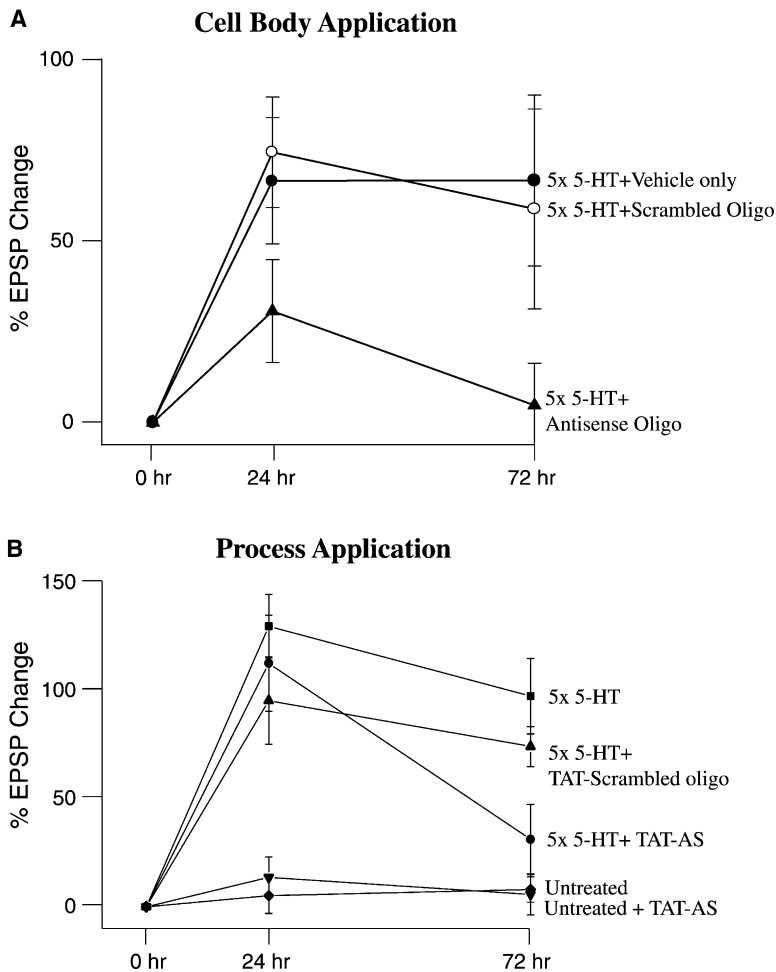 A
Cell Body Application
100
50
0
% EPSP Change
5x 5-HT+Vehicle only
5x 5-HT+Scrambled Oligo
5x 5-HT+
Antisense Oligo
0 hr 24 hr 72 hr
B
Process Application
150
100
50
0
% EPSP Change
5x 5-HT
5x 5-HT+
TAT-Scrambled oligo
5x 5-HT+ TAT-AS
Untreated
Untreated + TAT-AS
0 hr 24 hr 72 hr